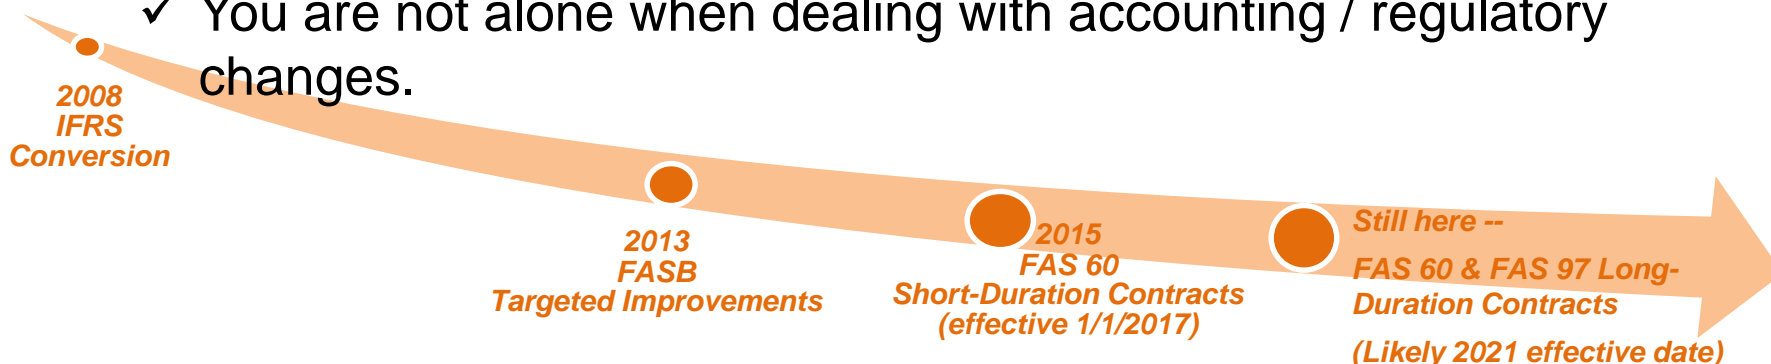 ✓ You are not alone when dealing with accounting / regulatory
changes.
2008
IFRS
Conversion
2013
FASB
Targeted Improvements
2015
FAS 60
Short-Duration Contracts
(effective 1/1/2017)
Still here --
FAS 60 & FAS 97 Long-
Duration Contracts
(Likely 2021 effective date)